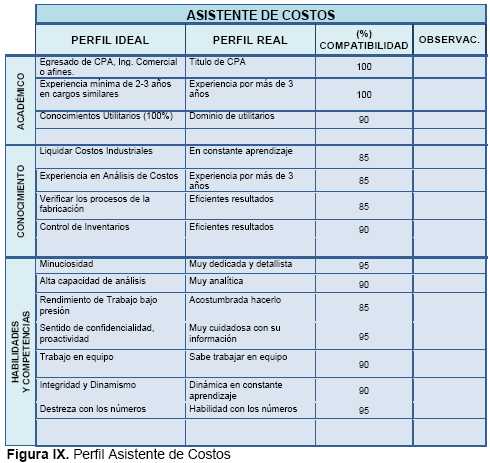 ASISTENTE DE COSTOS
PERFIL IDEAL PERFIL REAL (%) COMPATIBILIDAD OBSERVAC.
ACADÉMICO
Egresado de CPA, Ing. Comercial o afines. Titulo de CPA 100
Experiencia mínima de 2-3 años en cargos similares Experiencia por más de 3 años 100
Conocimientos Utilitarios (100%) Dominio de utilitarios 90
CONOCIMIENTO
Liquidar Costos Industriales En constante aprendizaje 85
Experiencia en Análisis de Costos Experiencia por más de 3 años 85
Verificar los procesos de la fabricación Eficientes resultados 85
Control de Inventarios Eficientes resultados 90
HABILIDADES Y COMPETENCIAS
Minuciosidad Muy dedicada y detallista 95
Alta capacidad de análisis Muy analítica 90
Rendimiento de Trabajo bajo presión Acostumbrada hacerlo 85
Sentido de confidencialidad, proactividad Muy cuidadosa con su información 95
Trabajo en equipo Sabe trabajar en equipo 90
Integridad y Dinamismo Dinámica en constante aprendizaje 90
Destreza con los números Habilidad con los números 95
Figura IX. Perfil Asistente de Costos